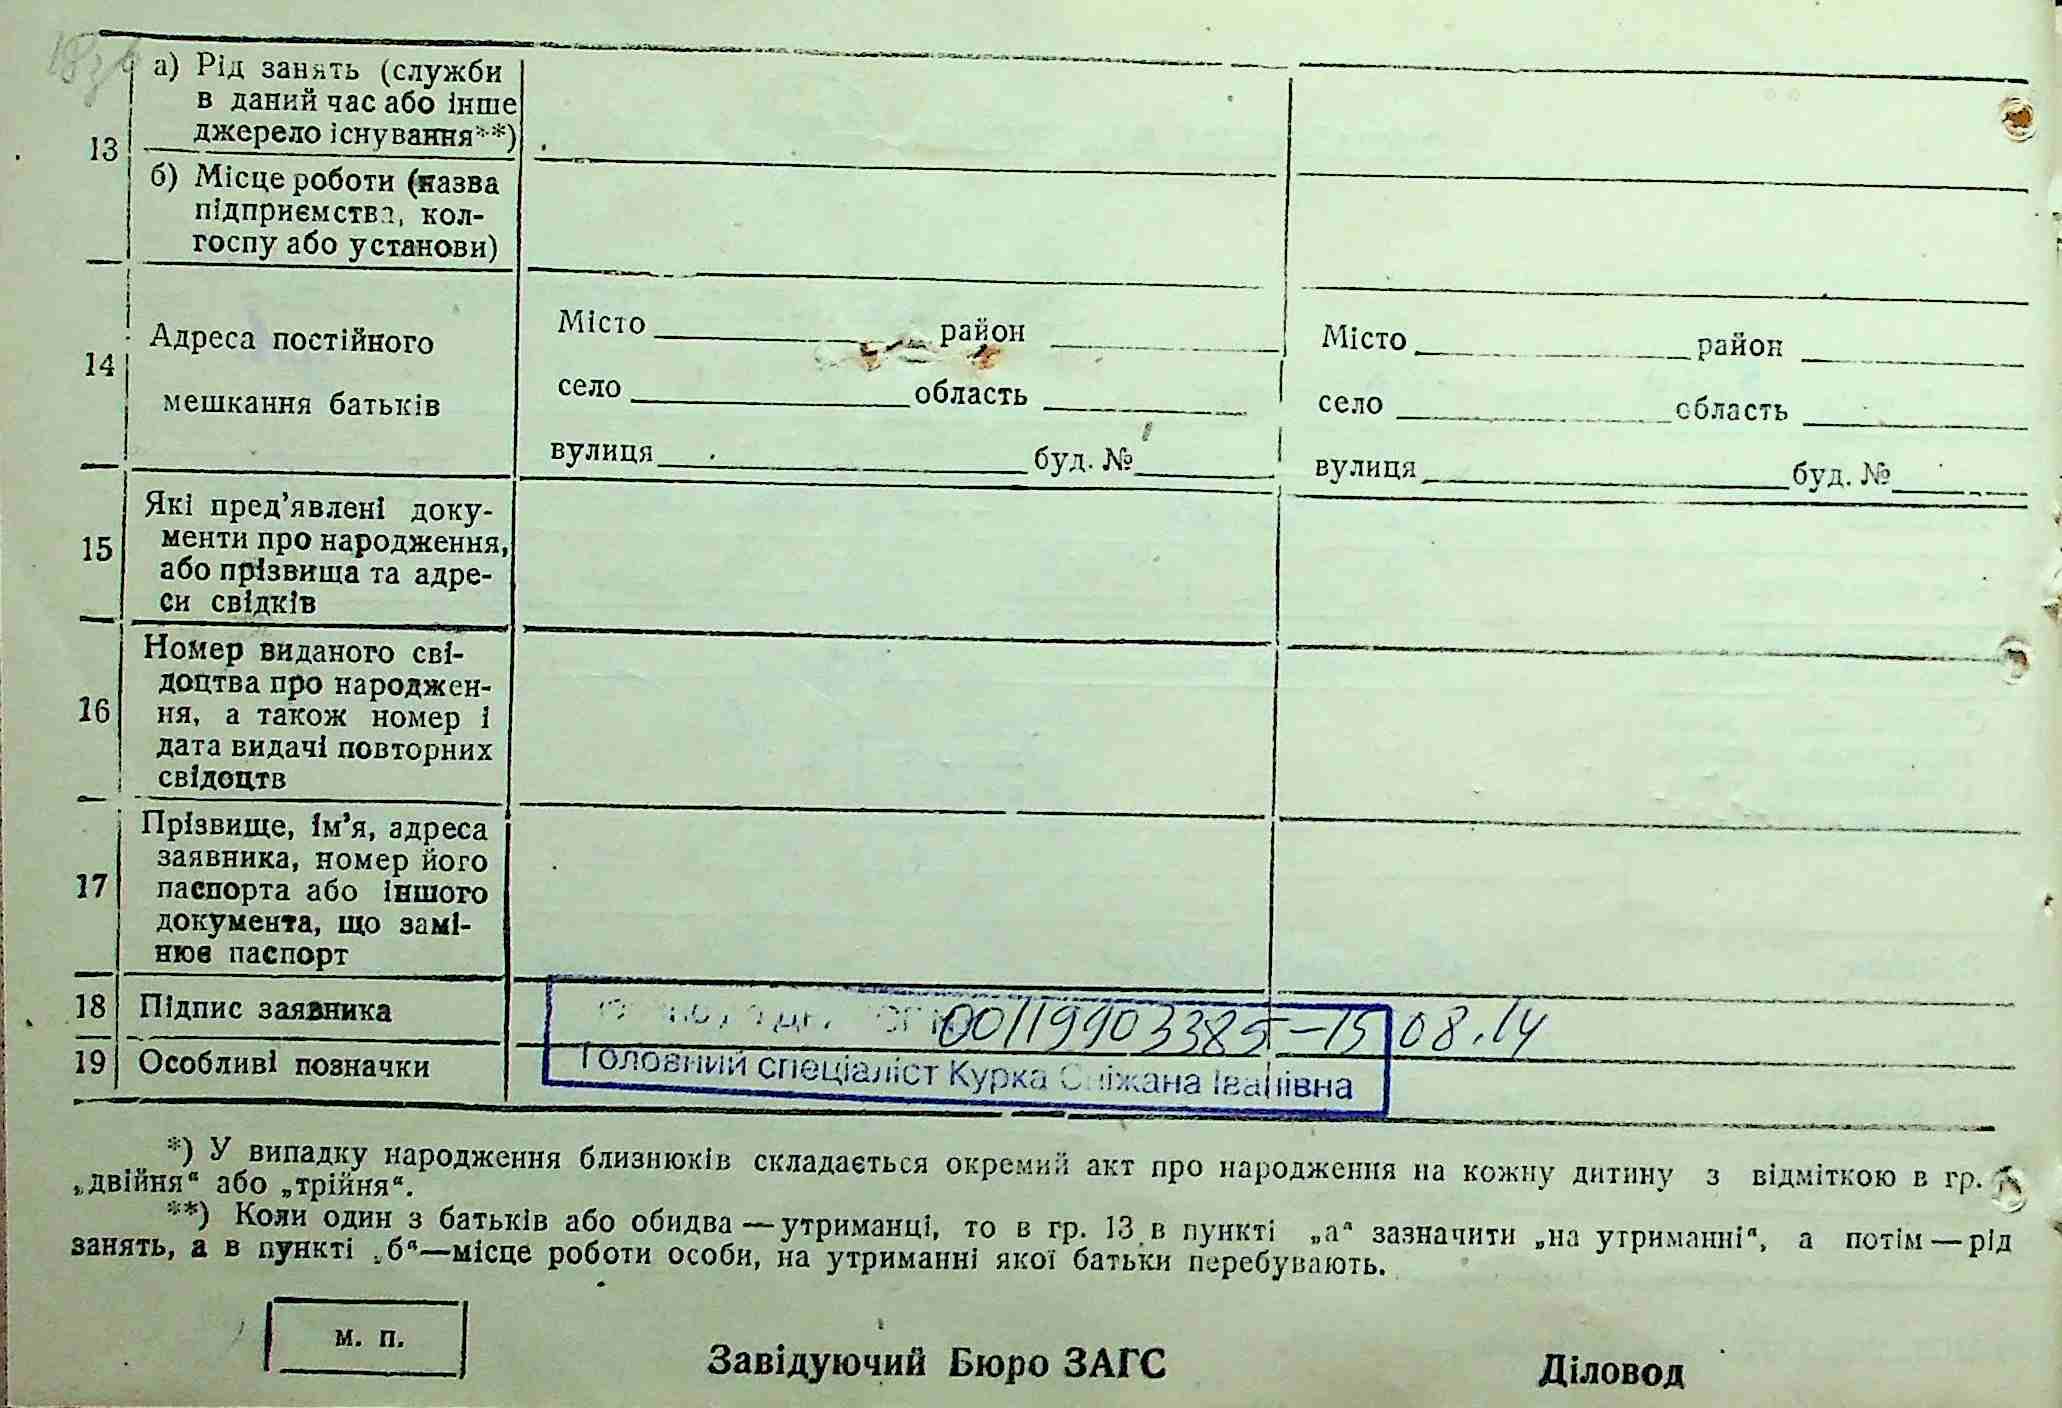 18зв
13
а) Рід занять (служби
в даний час або інше
джерело існування**)
б) Місце роботи (назва
підприємства, кол-
госпу або установи)
14
Адреса постійного
мешкання батьків
Місто район
село область
вулиця буд. №
Місто район
село область
вулиця буд. №
15
Які пред’явлені доку-
менти про народження,
або прізвища та адре-
си свідків
16
Номер виданого сві-
доцтва про народжен-
ня, а також номер і
дата видачі повторних
свідоцтв
17
Прізвище, ім’я, адреса
заявника, номер його
паспорта або іншого
документа, що замі-
нює паспорт
18 Підпис заявника
00119903385-15 08.14
19 Особливі позначки
Головний спеціаліст Курка Сніжана Іванівна
*) У випадку народження близнюків складається окремий акт про народження на кожну дитину з відміткою в гр.
„двійня“ або „трійня“.
**) Коли один з батьків або обидва — утриманці, то в гр. 13 в пункті „а“ зазначити „на утриманні“, а потім — рід
занять, а в пункті „б“—місце роботи особи, на утриманні якої батьки перебувають.
м. п.
Завідуючий Бюро ЗАГС
Діловод